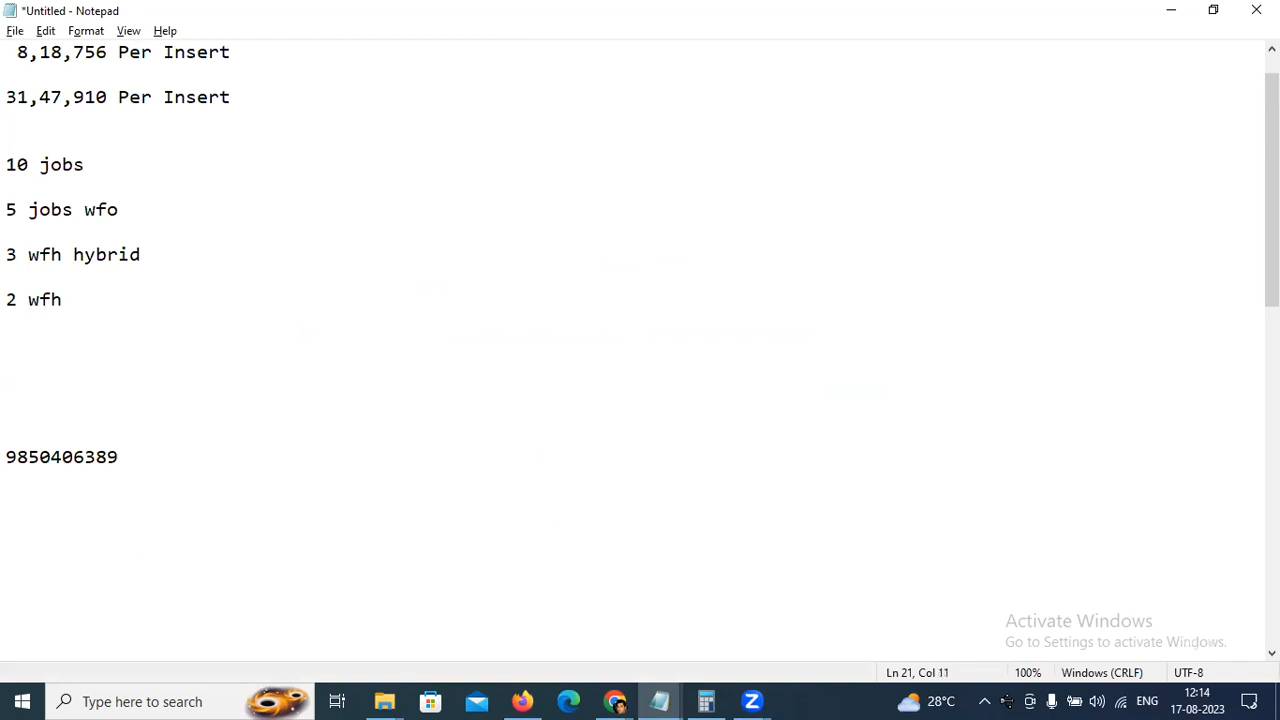 *Untitled - Notepad
File Edit Format View Help
8,18,756 Per Insert
31,47,910 Per Insert
10 jobs
5 jobs wfo
3 wfh hybrid
2 wfh
9850406389
Activate Windows
Go to Settings to activate Windows.
Ln 21, Col 11 100% Windows (CRLF) UTF-8
Type here to search
28°C
ENG
12:14
17-08-2023